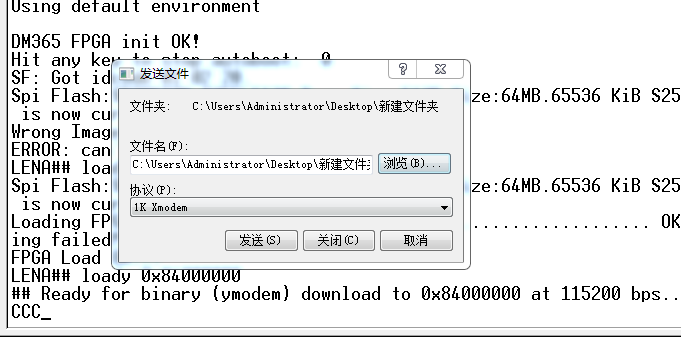 Using default environment
DM365 FPGA init OK!
Hit any key to stop autoboot: 0
SF: Got id
Spi Flash: ze:64MB.65536 KiB S25
is now cu
Wrong Imag
ERROR: can
LENA## loa
Spi Flash: ze:64MB.65536 KiB S25
is now cu
Loading FP ................. OK
ing failed
FPGA Load
LENA## loady 0x84000000
## Ready for binary (ymodem) download to 0x84000000 at 115200 bps..
CCC_
发送文件
文件夹: C:\Users\Administrator\Desktop\新建文件夹
文件名(F):
C:\Users\Administrator\Desktop\新建文件夹
浏览(B)...
协议(P):
1K Xmodem
发送(S) 关闭(C) 取消